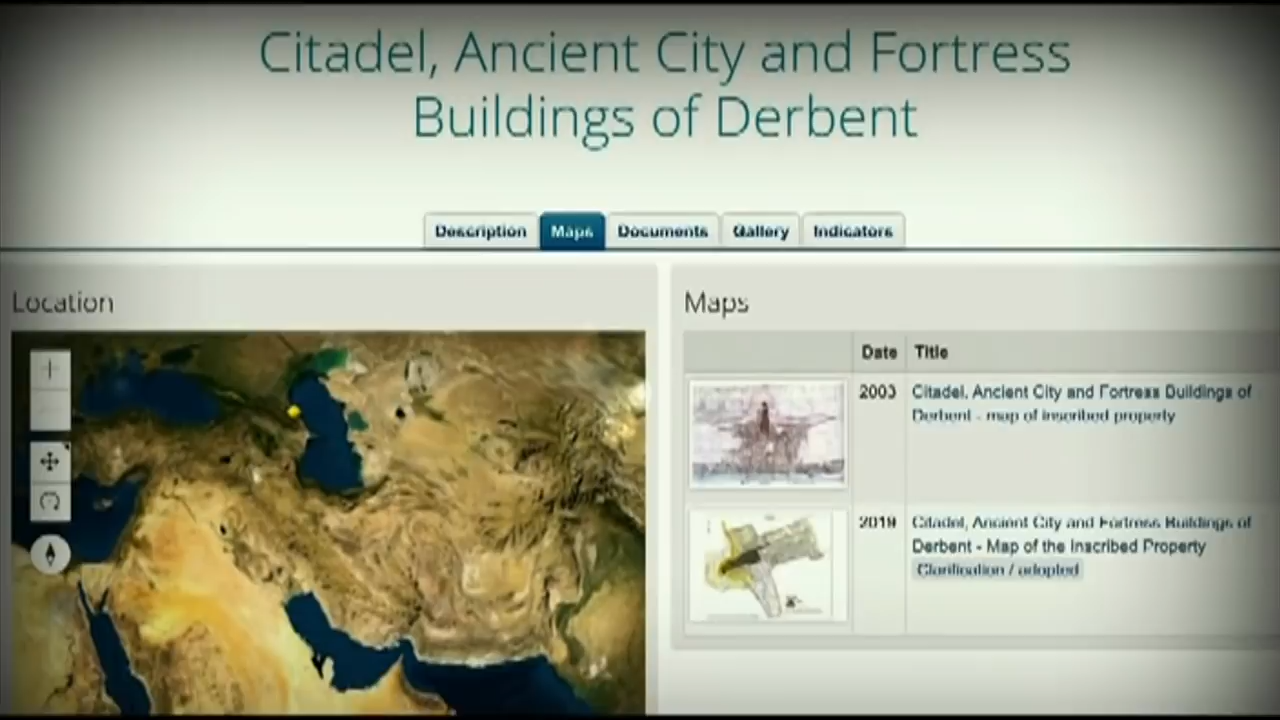 Citadel, Ancient City and Fortress
Buildings of Derbent
Description
Maps
Documents
Gallery
Indicators
Location
Maps
Date
Title
2003
Citadel, Ancient City and Fortress Buildings of
Derbent - map of inscribed property
2019
Citadel, Ancient City and Fortress Buildings of
Derbent - Map of the Inscribed Property
Clarification / adopted